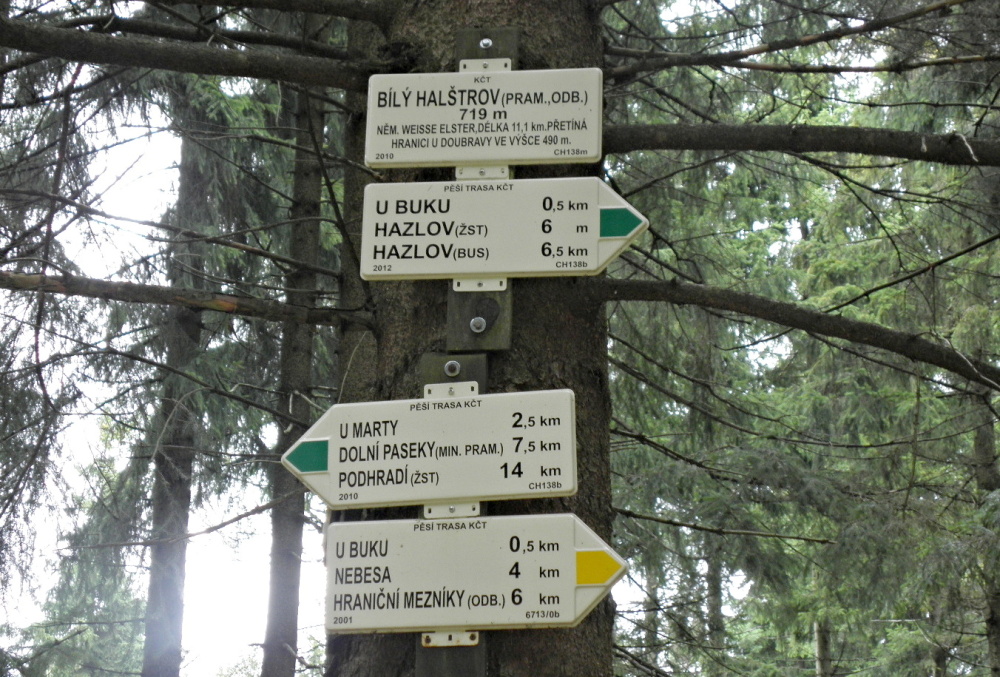 KČT
BÍLÝ HALŠTROV (PRAM.,ODB.)
719 m
NĚM. WEISSE ELSTER,DÉLKA 11,1 km.PŘETÍNÁ
HRANICI U DOUBRAVY VE VÝŠCE 490 m.
2010 CH138m
PĚŠÍ TRASA KČT
U BUKU 0,5 km
HAZLOV(ŽST) 6 m
HAZLOV(BUS) 6,5 km
2012 CH138b
PĚŠÍ TRASA KČT
U MARTY 2,5 km
DOLNÍ PASEKY(MIN. PRAM.) 7,5 km
PODHRADÍ (ŽST) 14 km
2010 CH138b
PĚŠÍ TRASA KČT
U BUKU 0,5 km
NEBESA 4 km
HRANIČNÍ MEZNÍKY (ODB.) 6 km
2001 6713/0b